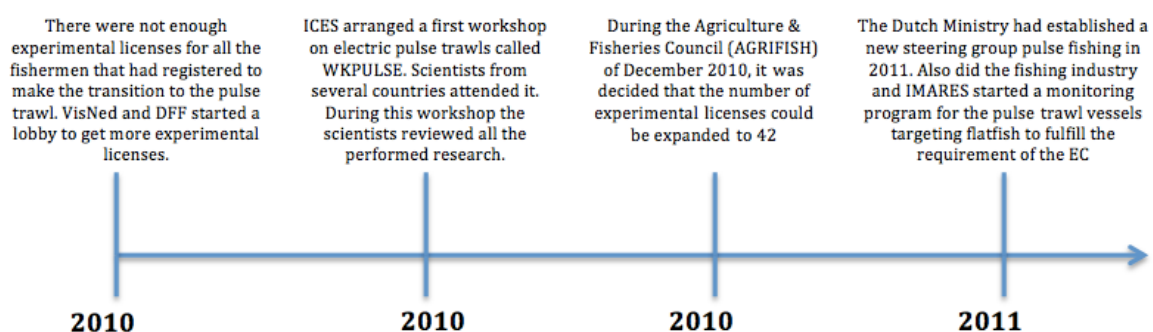 There were not enough
experimental licenses for all the
fishermen that had registered to
make the transition to the pulse
trawl. VisNed and DFF started a
lobby to get more experimental
licenses.
ICES arranged a first workshop
on electric pulse trawls called
WKPULSE. Scientists from
several countries attended it.
During this workshop the
scientists reviewed all the
performed research.
During the Agriculture &
Fisheries Council (AGRIFISH)
of December 2010, it was
decided that the number of
experimental licenses could
be expanded to 42
The Dutch Ministry had established a
new steering group pulse fishing in
2011. Also did the fishing industry
and IMARES started a monitoring
program for the pulse trawl vessels
targeting flatfish to fulfill the
requirement of the EC
2010
2010
2010
2011